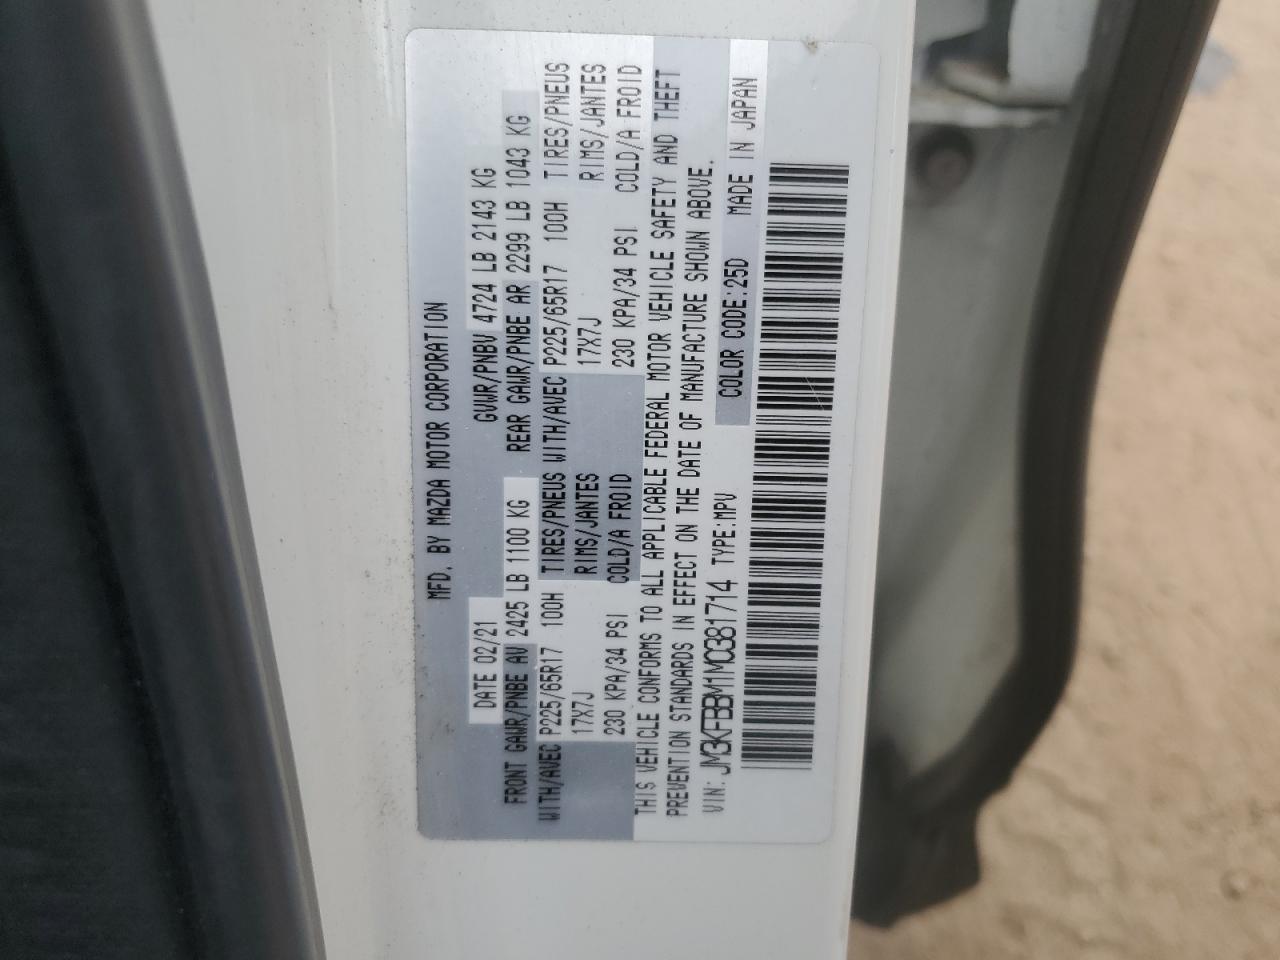 MFD. BY MAZDA MOTOR CORPORATION
DATE 02/21 GVWR/PNBV 4724 LB 2143 KG
FRONT GAWR/PNBE AV 2425 LB 1100 KG REAR GAWR/PNBE AR 2299 LB 1043 KG
WITH/AVEC P225/65R17 100H TIRES/PNEUS WITH/AVEC P225/65R17 100H TIRES/PNEUS
17X7J RIMS/JANTES 17X7J RIMS/JANTES
230 KPA/34 PSI COLD/A FROID 230 KPA/34 PSI COLD/A FROID
THIS VEHICLE CONFORMS TO ALL APPLICABLE FEDERAL MOTOR VEHICLE SAFETY AND THEFT
PREVENTION STANDARDS IN EFFECT ON THE DATE OF MANUFACTURE SHOWN ABOVE.
VIN: JM3KFBBM1M0381714 TYPE:MPV COLOR CODE:25D MADE IN JAPAN